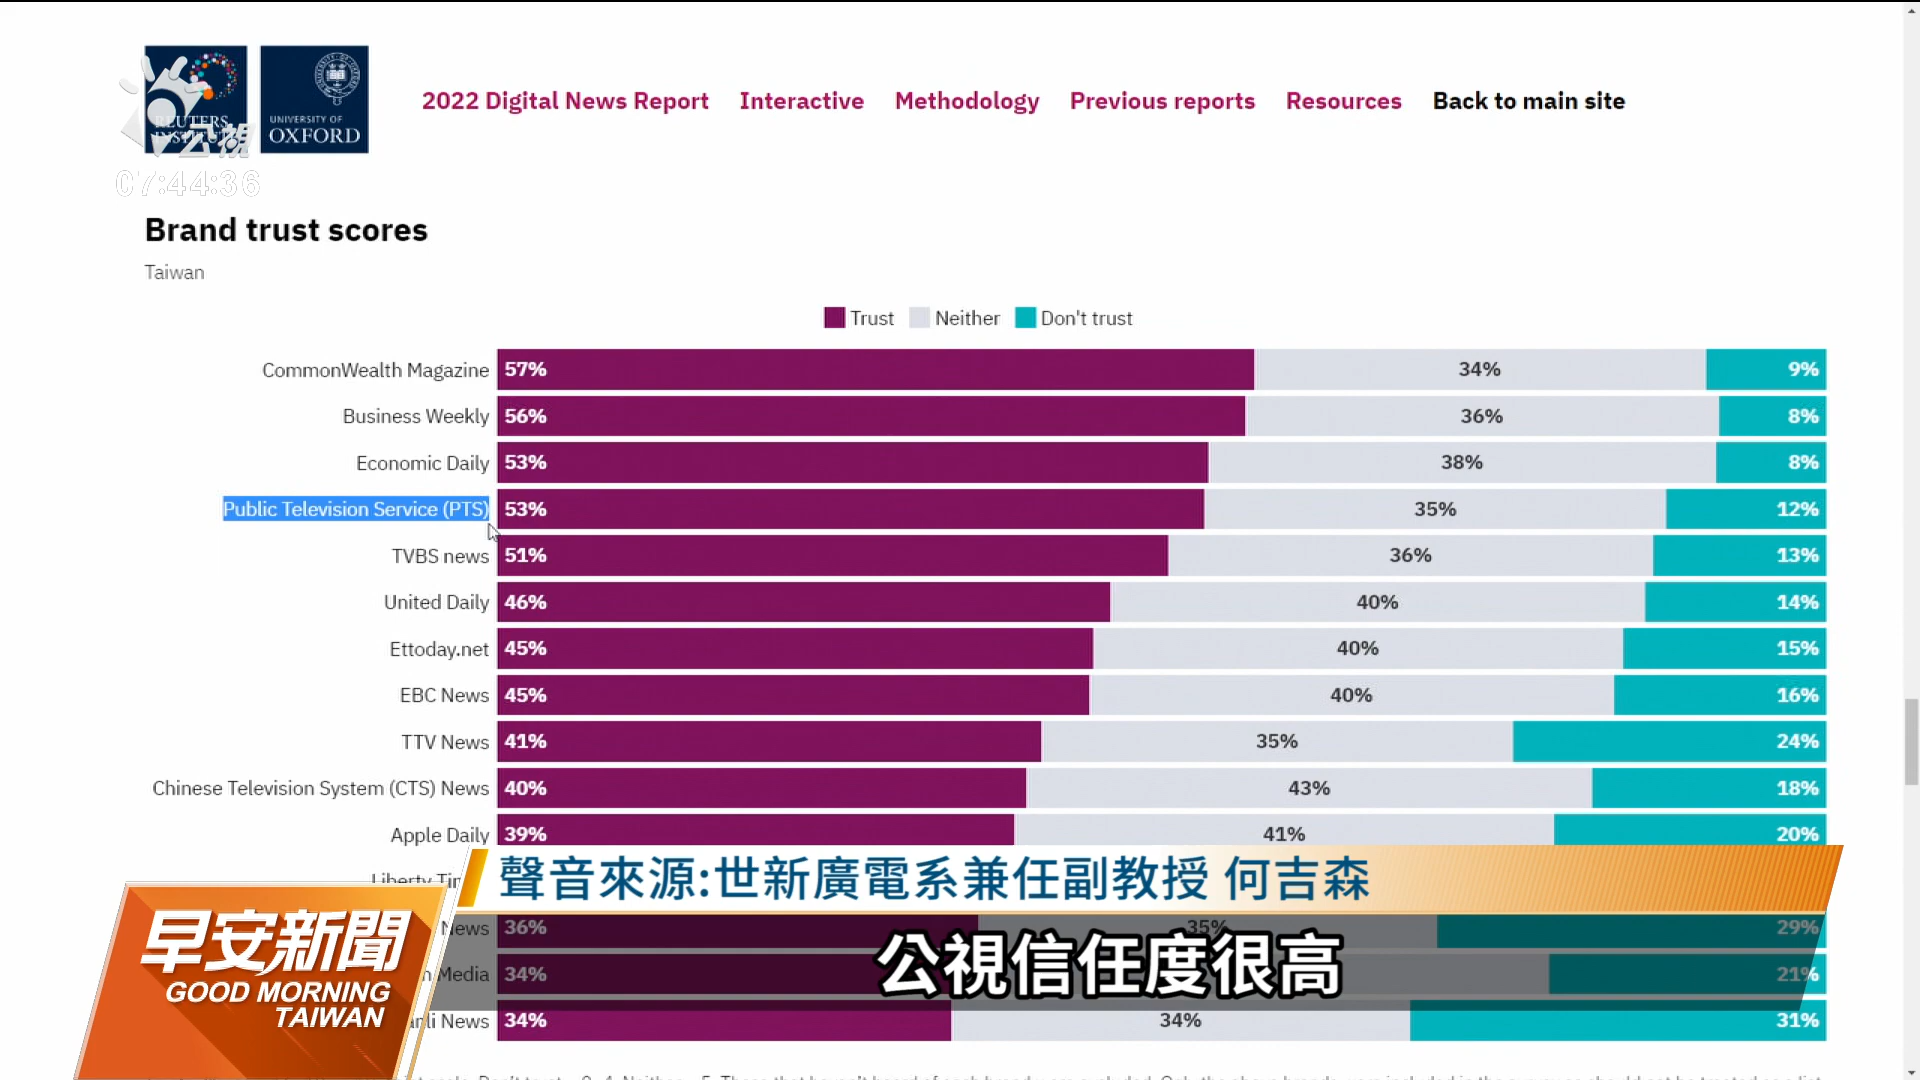 REUTERS
INSTITUTE
公視
UNIVERSITY OF
OXFORD
2022 Digital News Report Interactive Methodology Previous reports Resources Back to main site
07:44:36
Brand trust scores
Taiwan
Trust Neither Don't trust
CommonWealth Magazine 57% 34% 9%
Business Weekly 56% 36% 8%
Economic Daily 53% 38% 8%
Public Television Service (PTS) 53% 35% 12%
TVBS news 51% 36% 13%
United Daily 46% 40% 14%
Ettoday.net 45% 40% 15%
EBC News 45% 40% 16%
TTV News 41% 35% 24%
Chinese Television System (CTS) News 40% 43% 18%
Apple Daily 39% 41% 20%
Liberty
聲音來源:世新廣電系兼任副教授 何吉森
News 36% 35% 29%
公視信任度很高
Media 34% 21%
News 34% 34% 31%
早安新聞
GOOD MORNING
TAIWAN